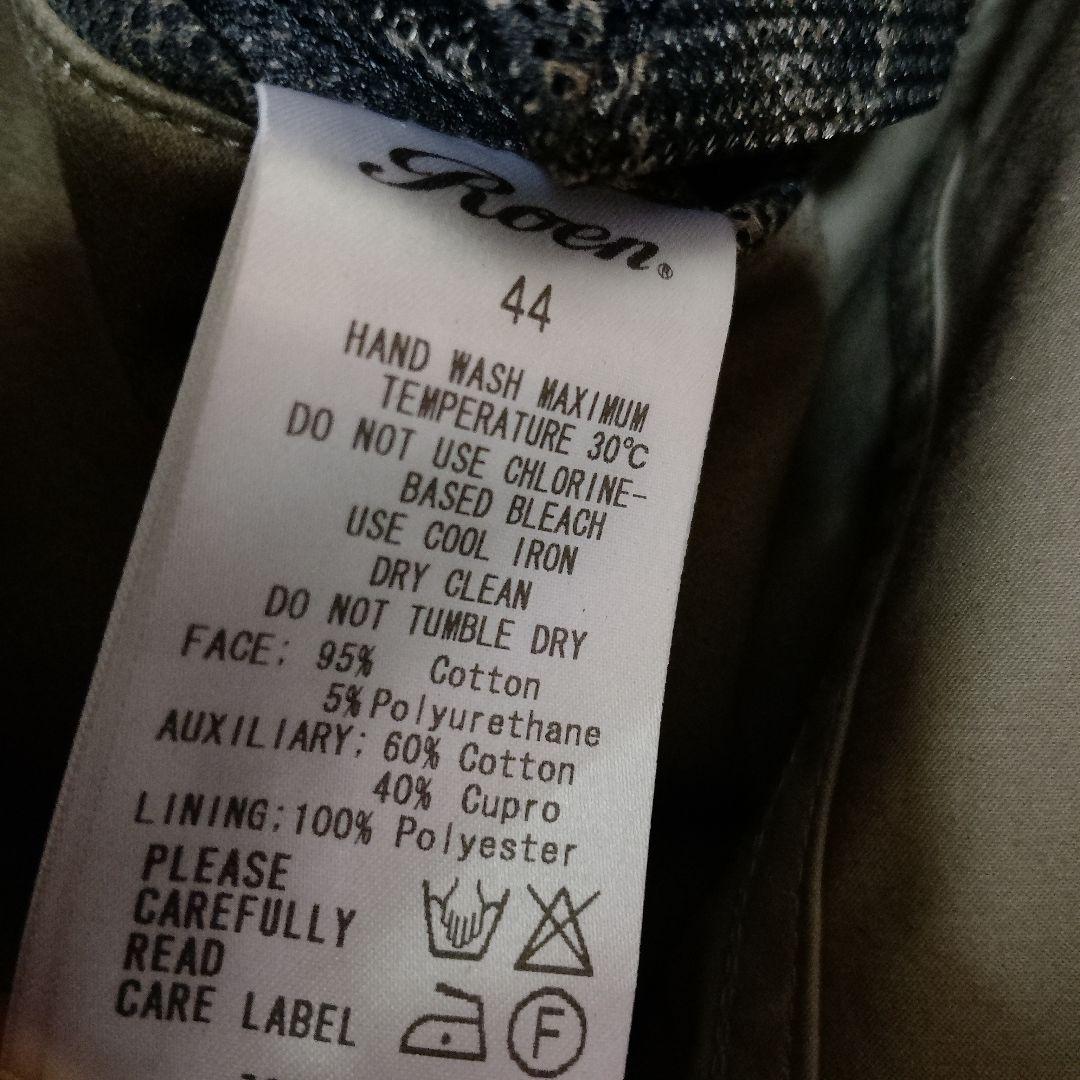 Roen®
44
HAND WASH MAXIMUM
TEMPERATURE 30℃
DO NOT USE CHLORINE-
BASED BLEACH
USE COOL IRON
DRY CLEAN
DO NOT TUMBLE DRY
FACE; 95% Cotton
5% Polyurethane
AUXILIARY; 60% Cotton
40% Cupro
LINING;100% Polyester
PLEASE
CAREFULLY
READ
CARE LABEL
F